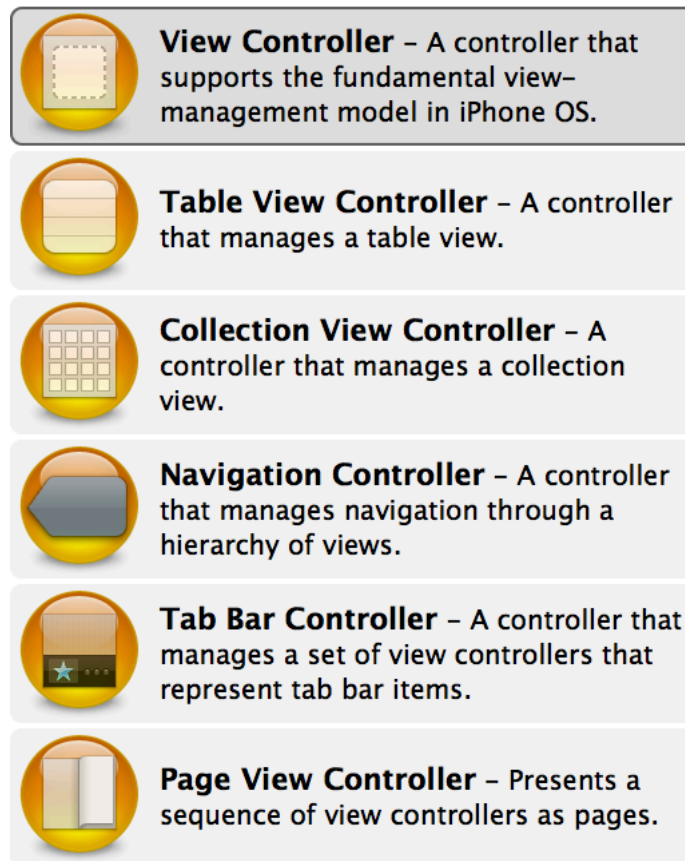 View Controller – A controller that
supports the fundamental view-
management model in iPhone OS.
Table View Controller – A controller
that manages a table view.
Collection View Controller – A
controller that manages a collection
view.
Navigation Controller – A controller
that manages navigation through a
hierarchy of views.
Tab Bar Controller – A controller that
manages a set of view controllers that
represent tab bar items.
Page View Controller – Presents a
sequence of view controllers as pages.